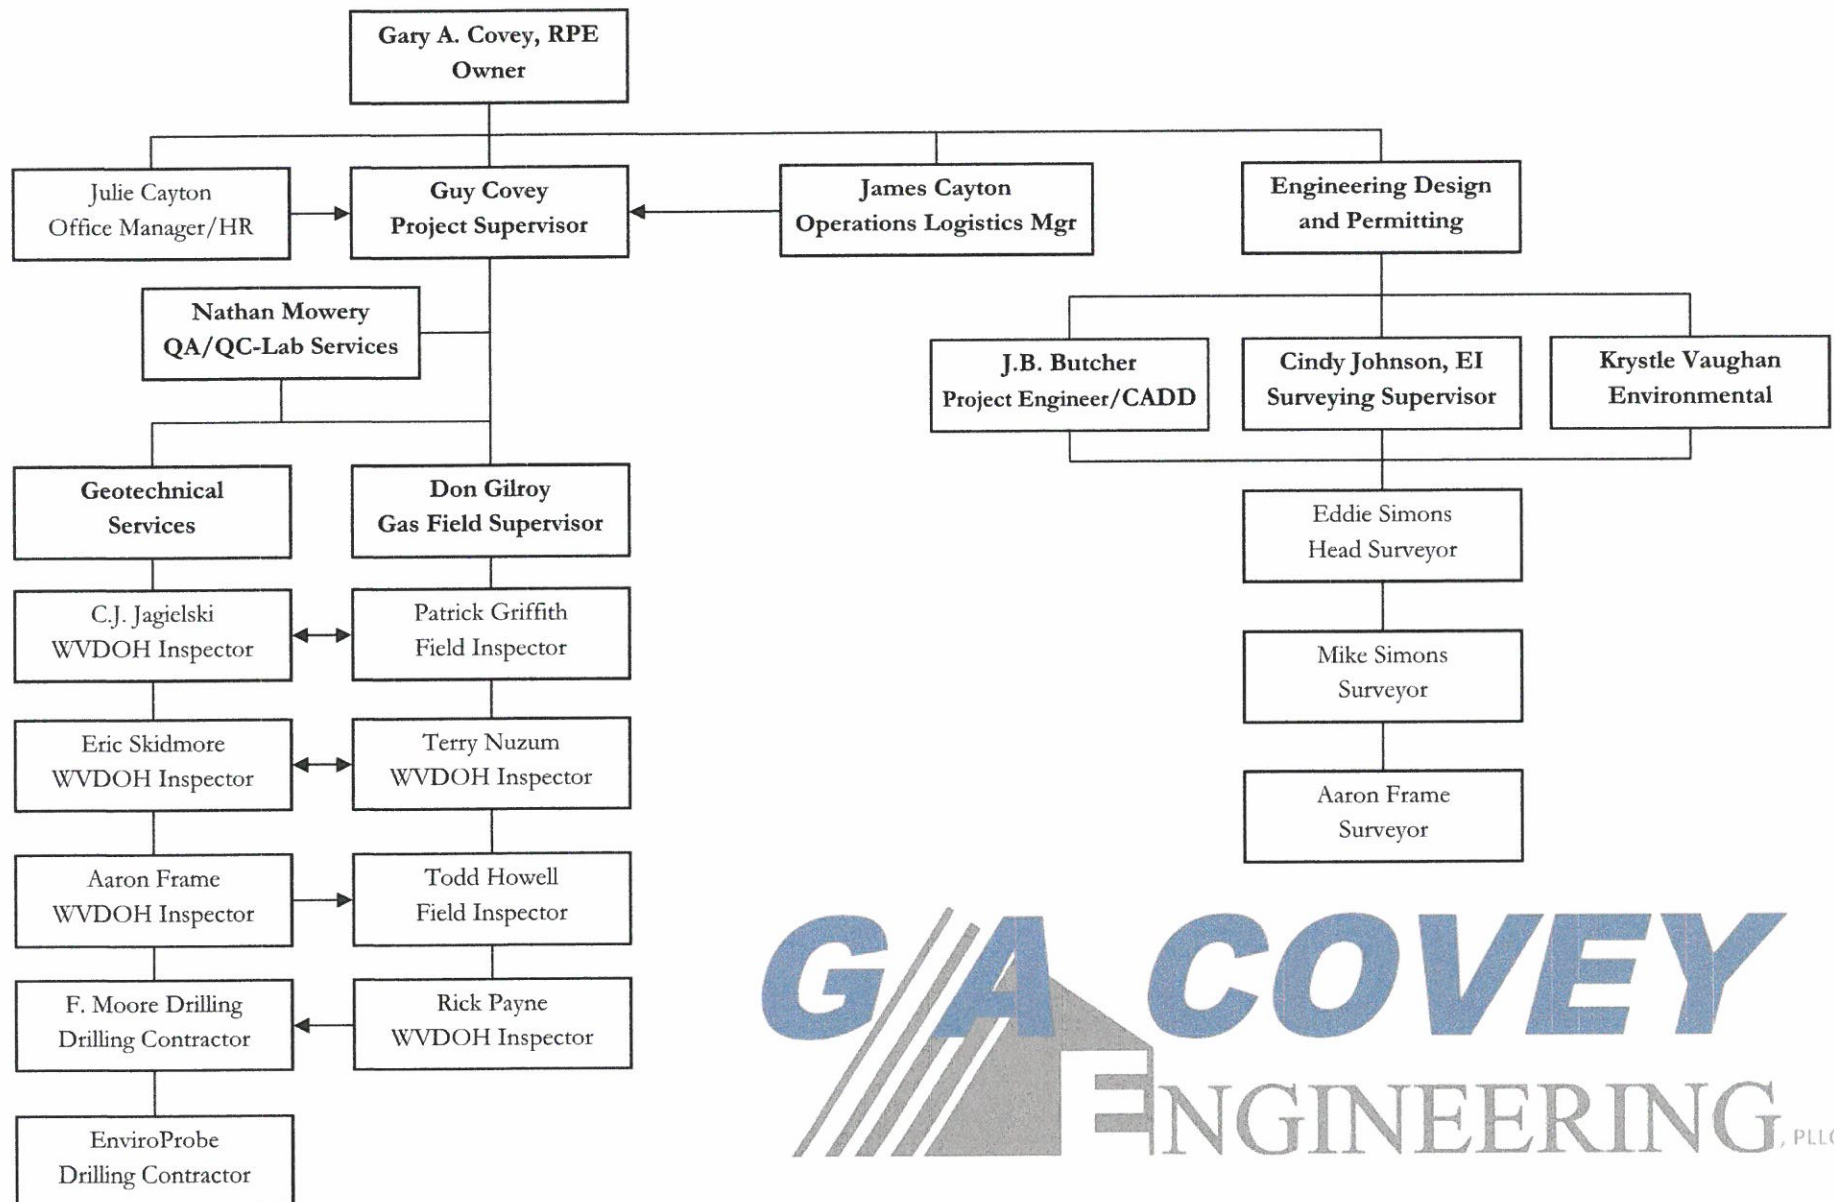 Gary A. Covey, RPE
Owner
Julie Cayton
Office Manager/HR
Guy Covey
Project Supervisor
James Cayton
Operations Logistics Mgr
Engineering Design
and Permitting
Nathan Mowery
QA/QC-Lab Services
J.B. Butcher
Project Engineer/CADD
Cindy Johnson, EI
Surveying Supervisor
Krystle Vaughan
Environmental
Geotechnical
Services
Don Gilroy
Gas Field Supervisor
Eddie Simons
Head Surveyor
C.J. Jagielski
WVDOH Inspector
Patrick Griffith
Field Inspector
Mike Simons
Surveyor
Eric Skidmore
WVDOH Inspector
Terry Nuzum
WVDOH Inspector
Aaron Frame
Surveyor
Aaron Frame
WVDOH Inspector
Todd Howell
Field Inspector
F. Moore Drilling
Drilling Contractor
Rick Payne
WVDOH Inspector
EnviroProbe
Drilling Contractor
GA COVEY
ENGINEERING, PLLC